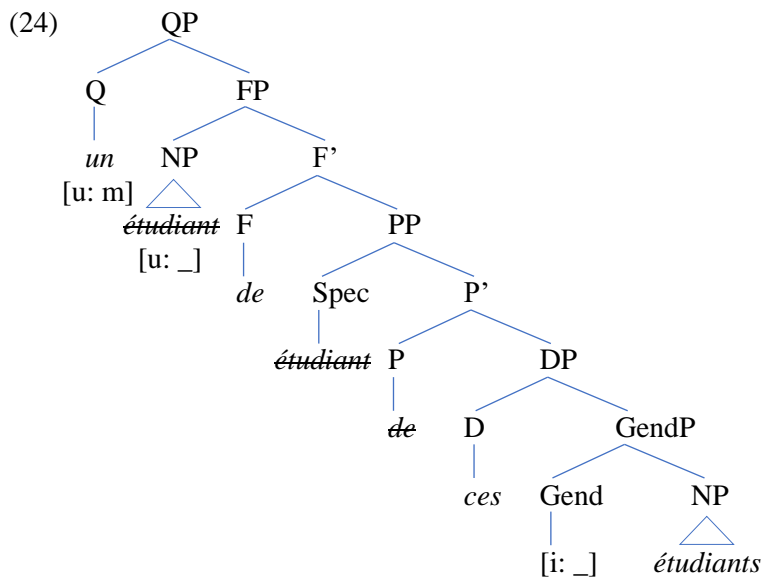 (24) QP
Q FP
un NP F’
[u: m]
étudiant F PP
[u: _]
de Spec P’
étudiant P DP
de D GendP
ces Gend NP
[i: _] étudiants